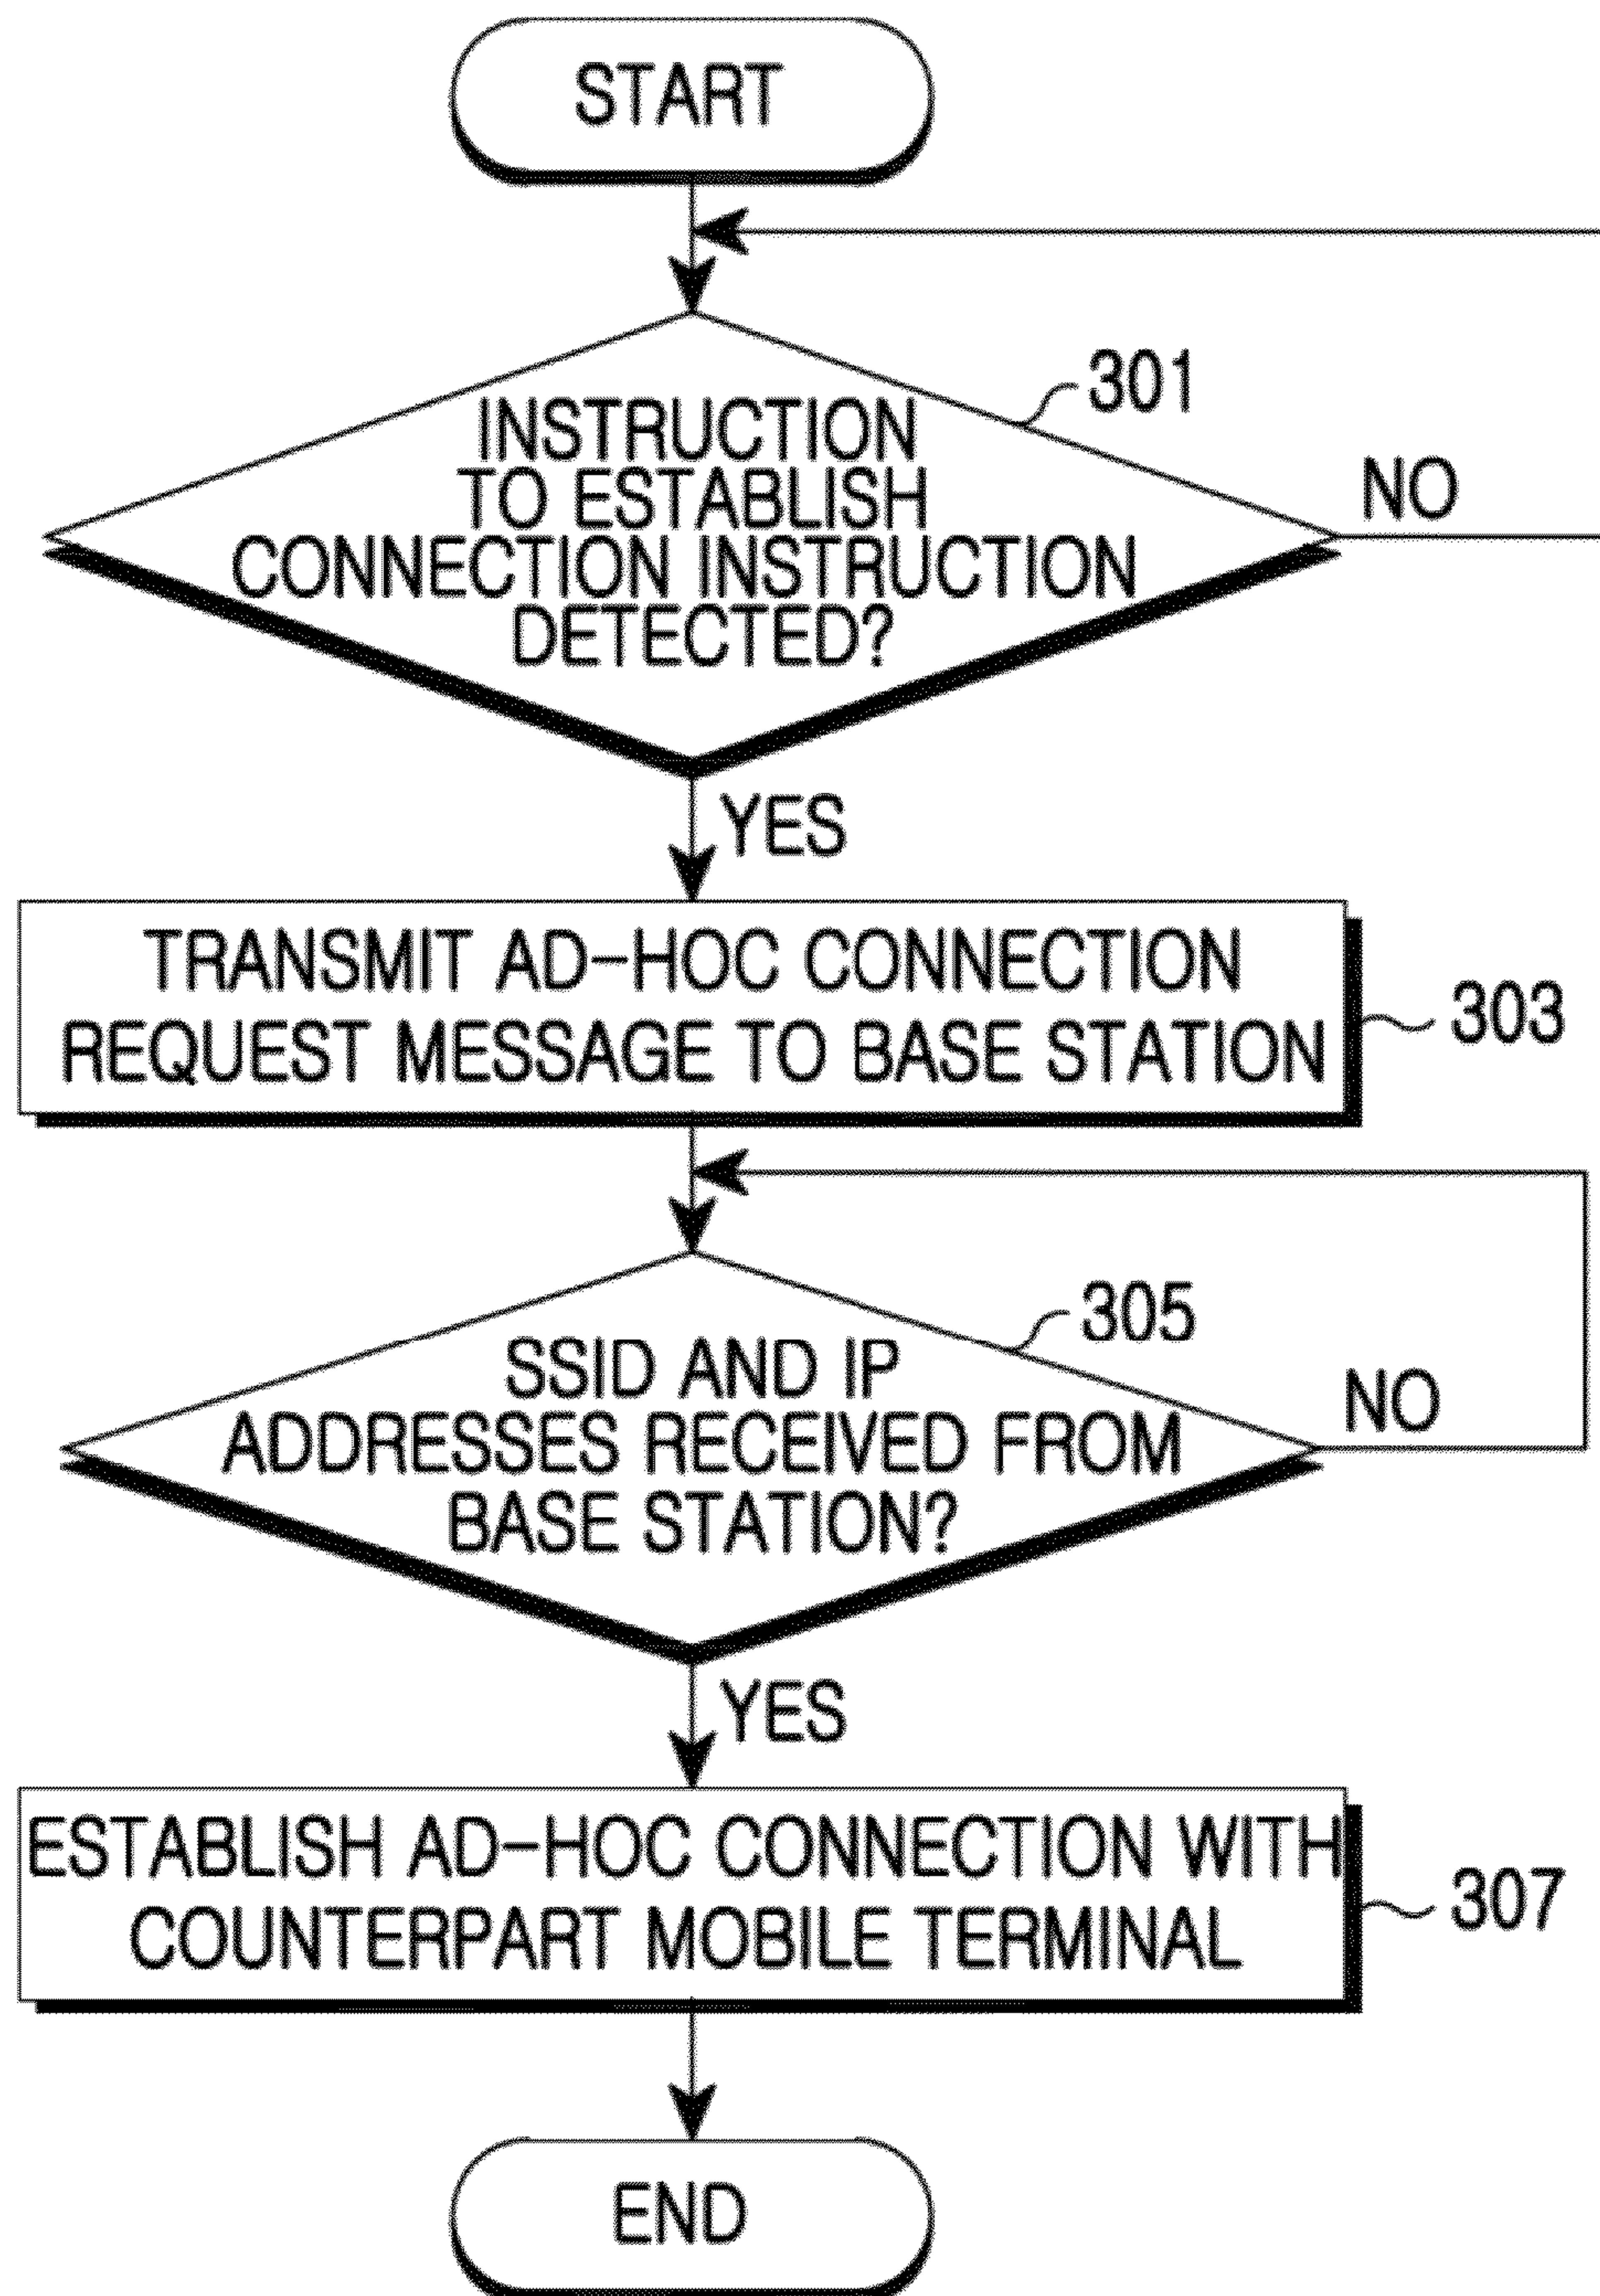 START
301
INSTRUCTION
TO ESTABLISH
CONNECTION INSTRUCTION
DETECTED?
NO
YES
TRANSMIT AD-HOC CONNECTION
REQUEST MESSAGE TO BASE STATION
303
305
SSID AND IP
ADDRESSES RECEIVED FROM
BASE STATION?
NO
YES
ESTABLISH AD-HOC CONNECTION WITH
COUNTERPART MOBILE TERMINAL
307
END